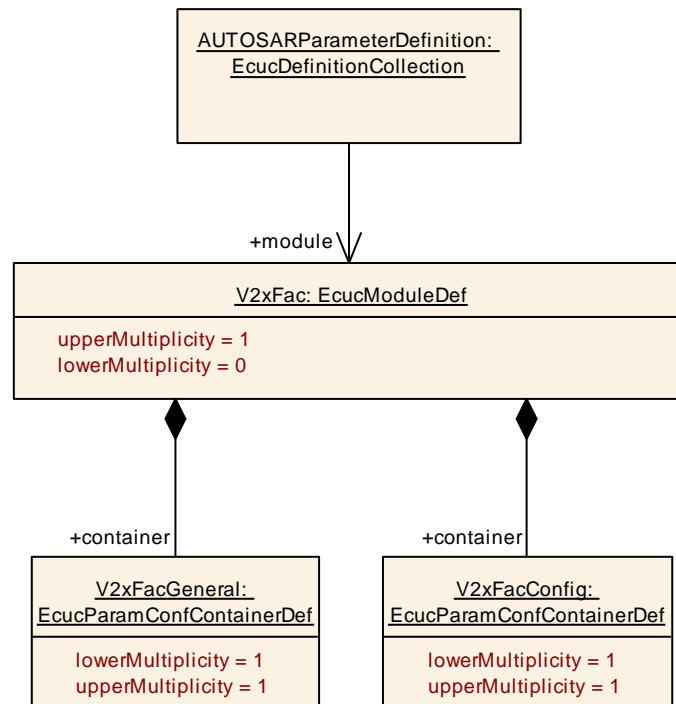 AUTOSARParameterDefinition:
EcucDefinitionCollection
+module
V2xFac: EcucModuleDef
upperMultiplicity = 1
lowerMultiplicity = 0
+container
+container
V2xFacGeneral:
EcucParamConfContainerDef
lowerMultiplicity = 1
upperMultiplicity = 1
V2xFacConfig:
EcucParamConfContainerDef
lowerMultiplicity = 1
upperMultiplicity = 1